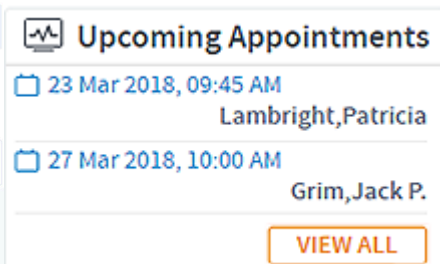 Upcoming Appointments
23 Mar 2018, 09:45 AM
Lambright,Patricia
27 Mar 2018, 10:00 AM
Grim,Jack P.
VIEW ALL